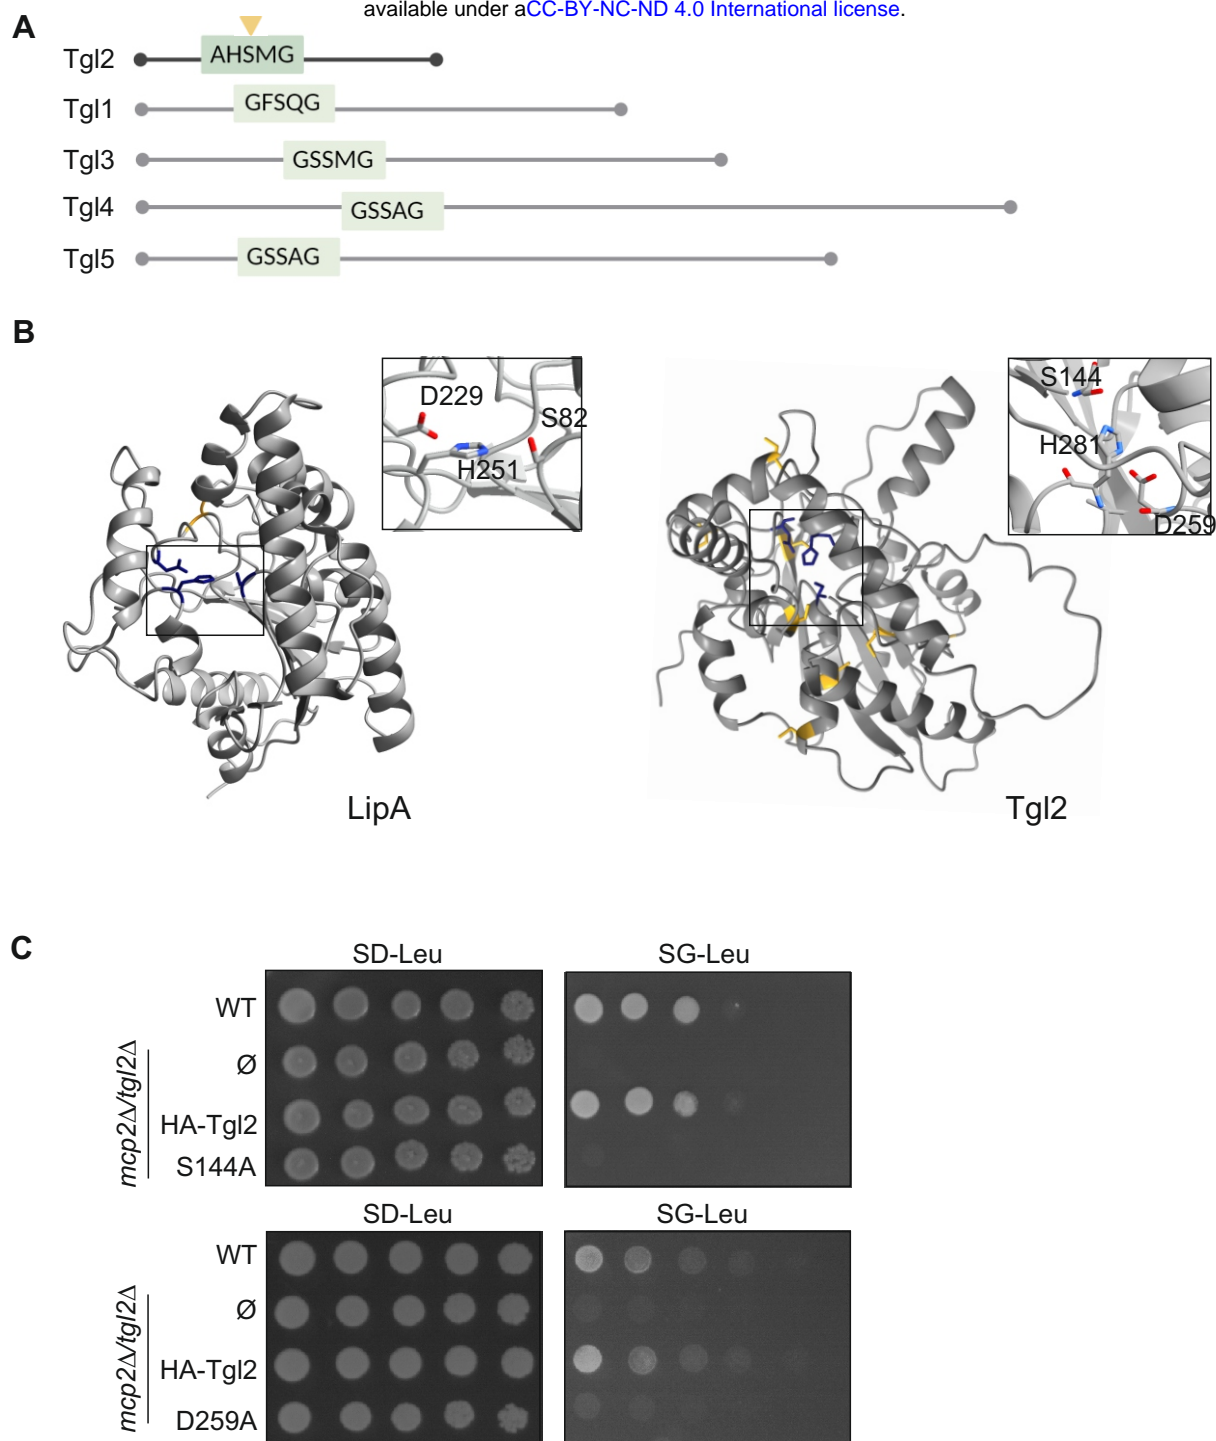 available under aCC-BY-NC-ND 4.0 International license.
A
Tgl2 AHSMG
Tgl1 GFSQG
Tgl3 GSSMG
Tgl4 GSSAG
Tgl5 GSSAG
B
D229
S82
H251
LipA
S144
H281
D259
Tgl2
C
SD-Leu SG-Leu
WT
mcp2Δ/tgl2Δ
Ø
HA-Tgl2
S144A
SD-Leu SG-Leu
WT
mcp2Δ/tgl2Δ
Ø
HA-Tgl2
D259A